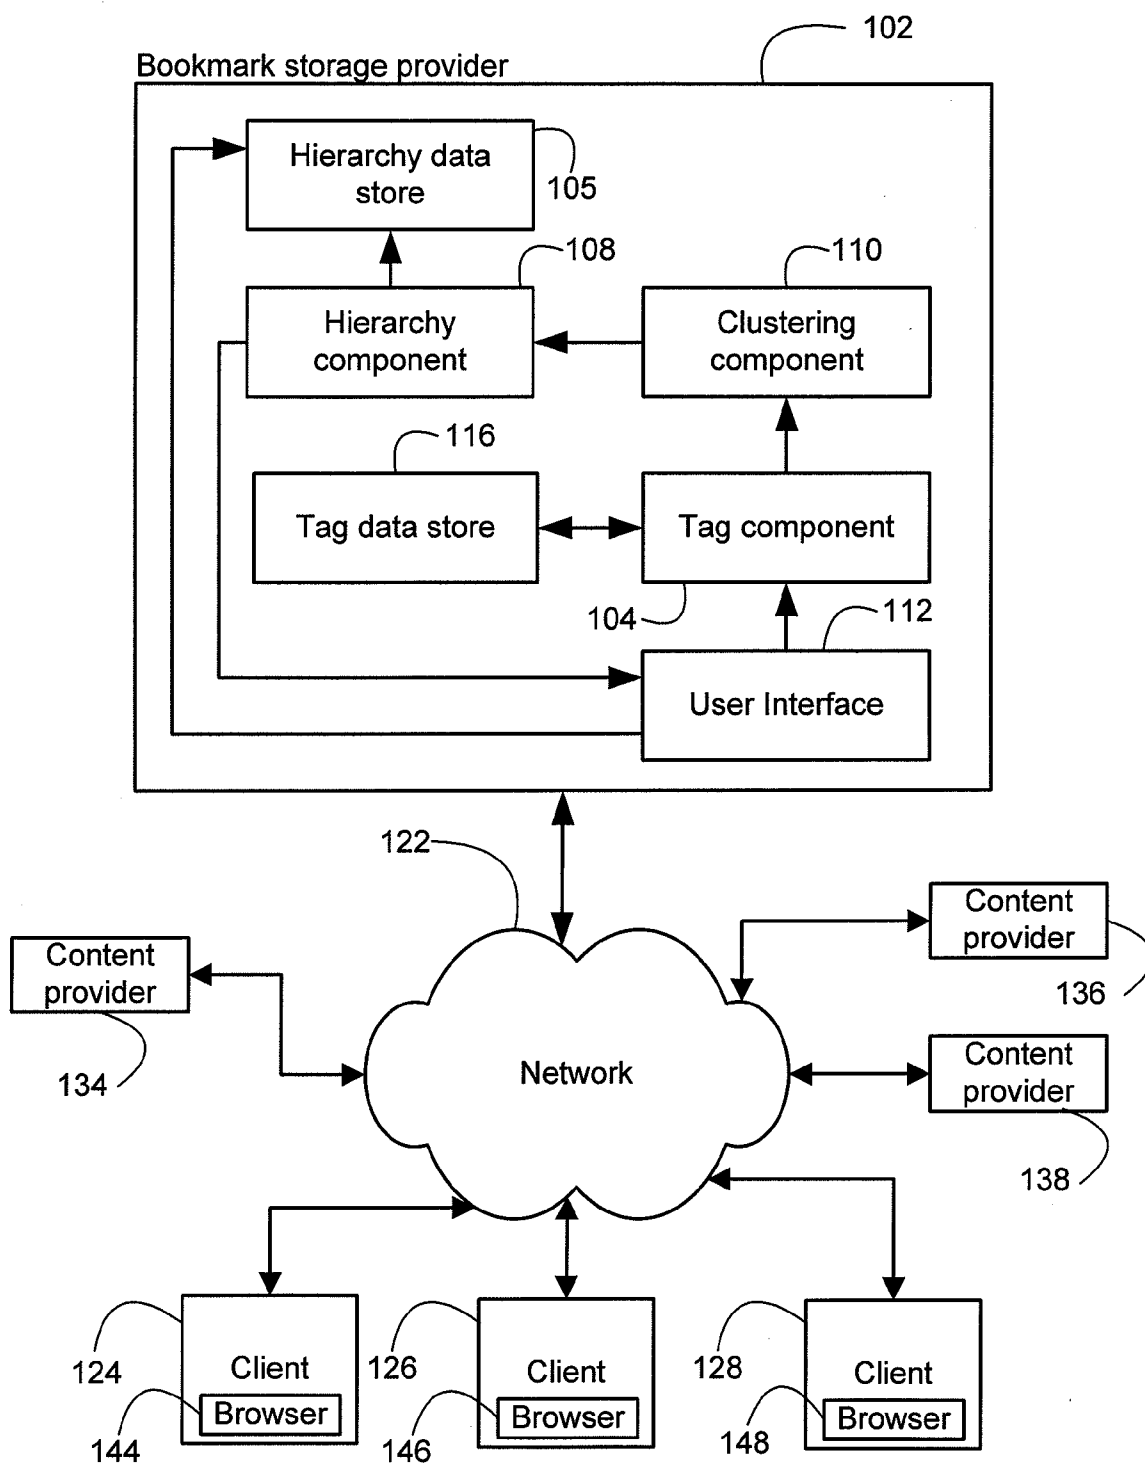 102
Bookmark storage provider
Hierarchy data
store
105
108
110
Hierarchy
component
Clustering
component
116
Tag data store
Tag component
104
112
User Interface
122
Content
provider
136
Content
provider
134
Network
Content
provider
138
Client
124
Browser
144
Client
126
Browser
146
Client
128
Browser
148